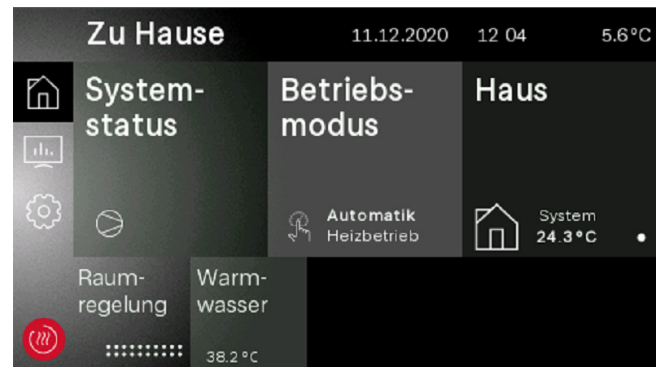 Zu Hause 11.12.2020 12 04 5.6°C
System-
status
Betriebs-
modus
Haus
Automatik
Heizbetrieb
System
24.3°C
Raum-
regelung
Warm-
wasser
38.2°C